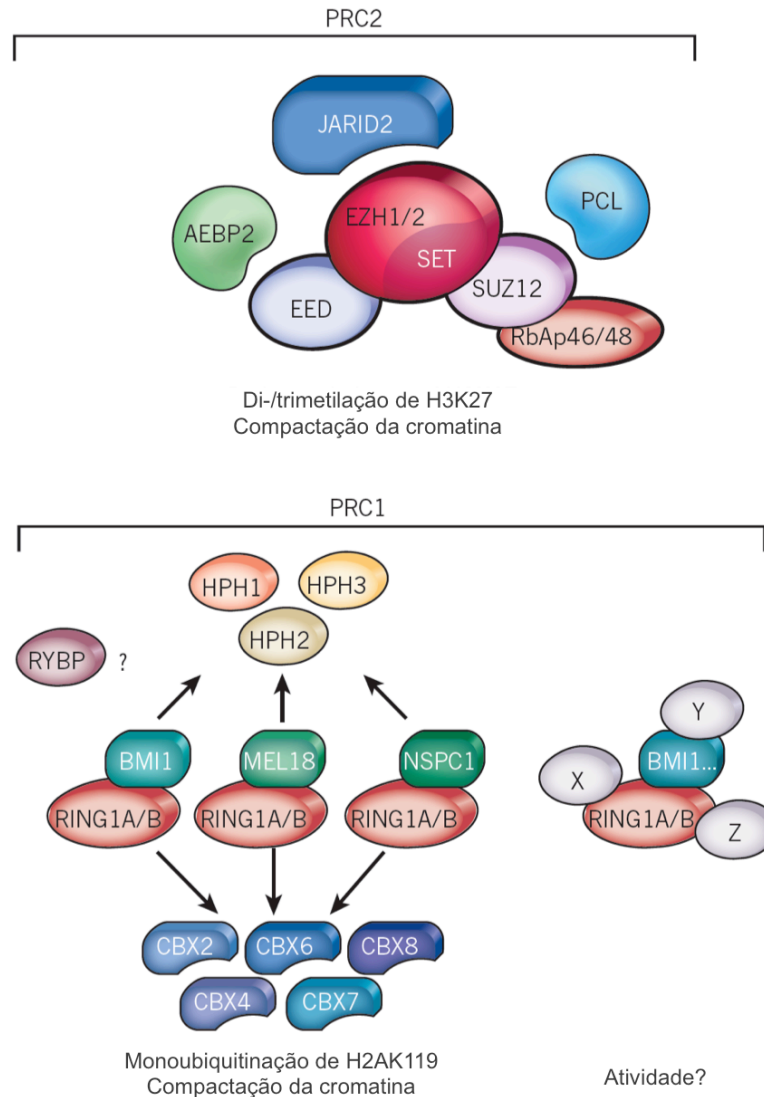 PRC2
JARID2
EZH1/2
PCL
AEBP2
SET
SUZ12
EED
RbAp46/48
Di-/trimetilação de H3K27
Compactação da cromatina
PRC1
HPH1
HPH3
HPH2
RYBP
?
BMI1
MEL18
NSPC1
RING1A/B
RING1A/B
RING1A/B
Y
BMI1...
X
RING1A/B
Z
CBX2
CBX6
CBX8
CBX4
CBX7
Monoubiquitinação de H2AK119
Compactação da cromatina
Atividade?